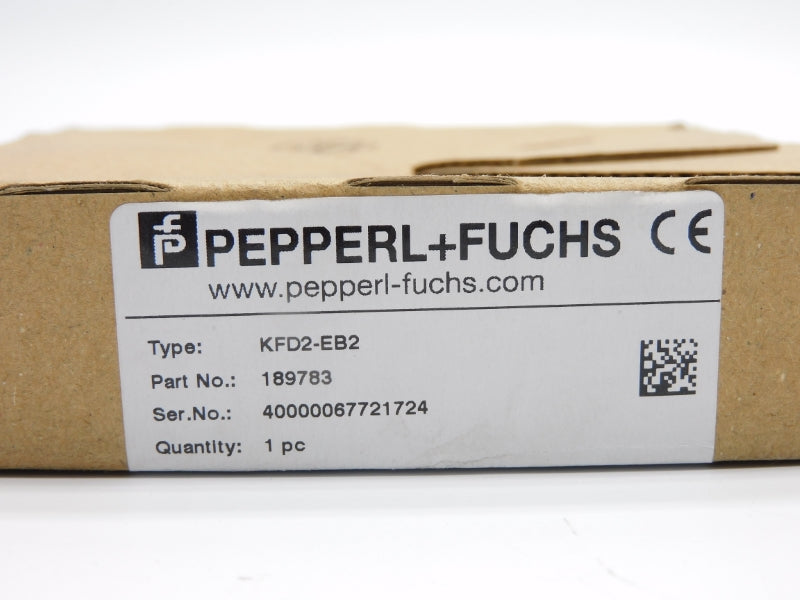 PEPPERL+FUCHS CE
www.pepperl-fuchs.com
Type: KFD2-EB2
Part No.: 189783
Ser.No.: 40000067721724
Quantity: 1 pc